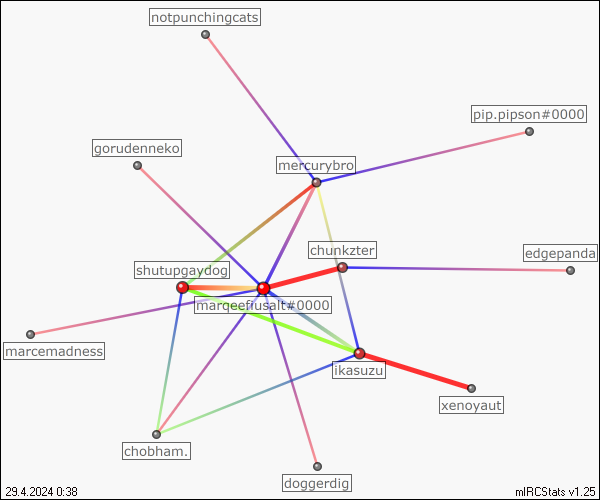 notpunchingcats
pip.pipson#0000
gorudenneko
mercurybro
chunkzter
edgepanda
shutupgaydog
marqeefiusalt#0000
marcemadness
ikasuzu
xenoyaut
chobham.
doggerdig
29.4.2024 0:38
mIRCStats v1.25